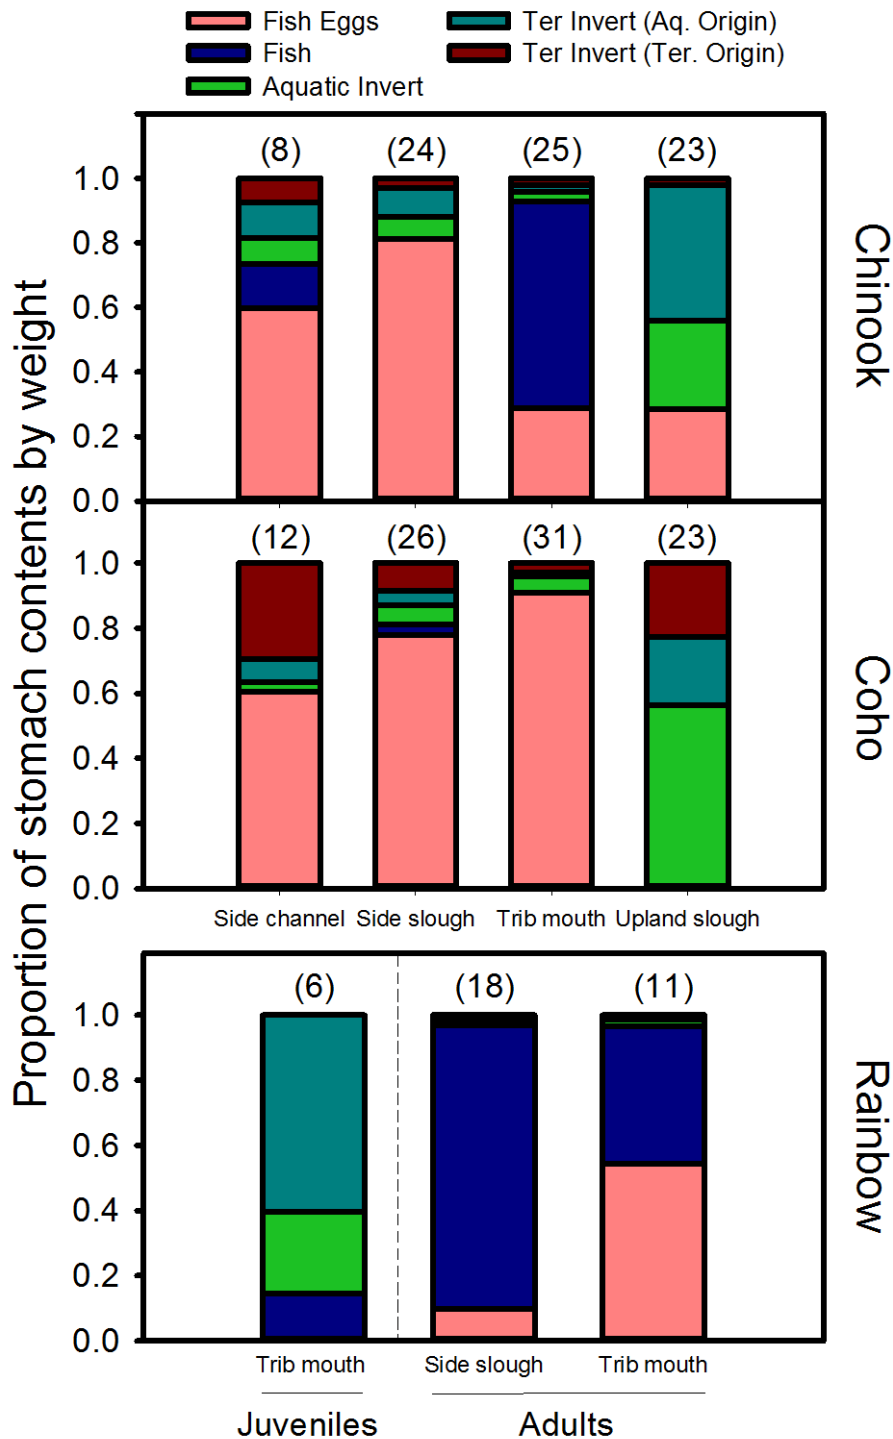 Fish Eggs
Fish
Aquatic Invert
Ter Invert (Aq. Origin)
Ter Invert (Ter. Origin)
Proportion of stomach contents by weight
(8) (24) (25) (23)
1.0
0.8
0.6
0.4
0.2
0.0
Chinook
(12) (26) (31) (23)
1.0
0.8
0.6
0.4
0.2
0.0
Coho
Side channel Side slough Trib mouth Upland slough
(6) (18) (11)
1.0
0.8
0.6
0.4
0.2
0.0
Rainbow
Trib mouth Side slough Trib mouth
Juveniles Adults